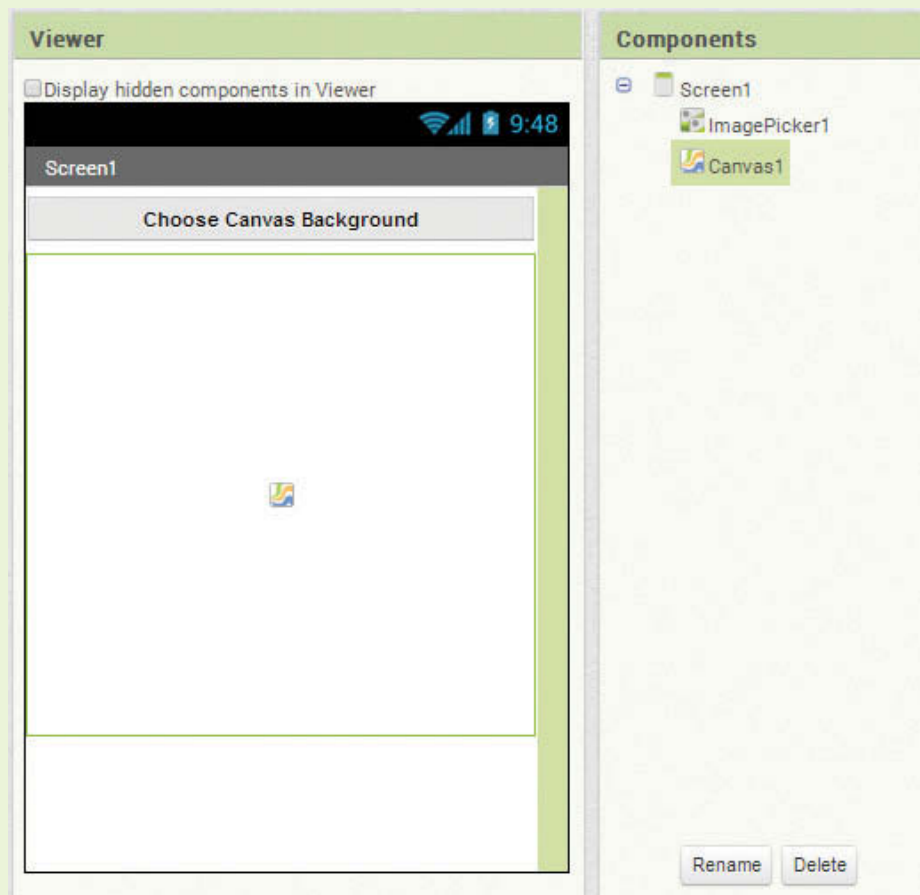 Viewer
Display hidden components in Viewer
9:48
Screen1
Choose Canvas Background
Components
Screen1
ImagePicker1
Canvas1
Rename
Delete